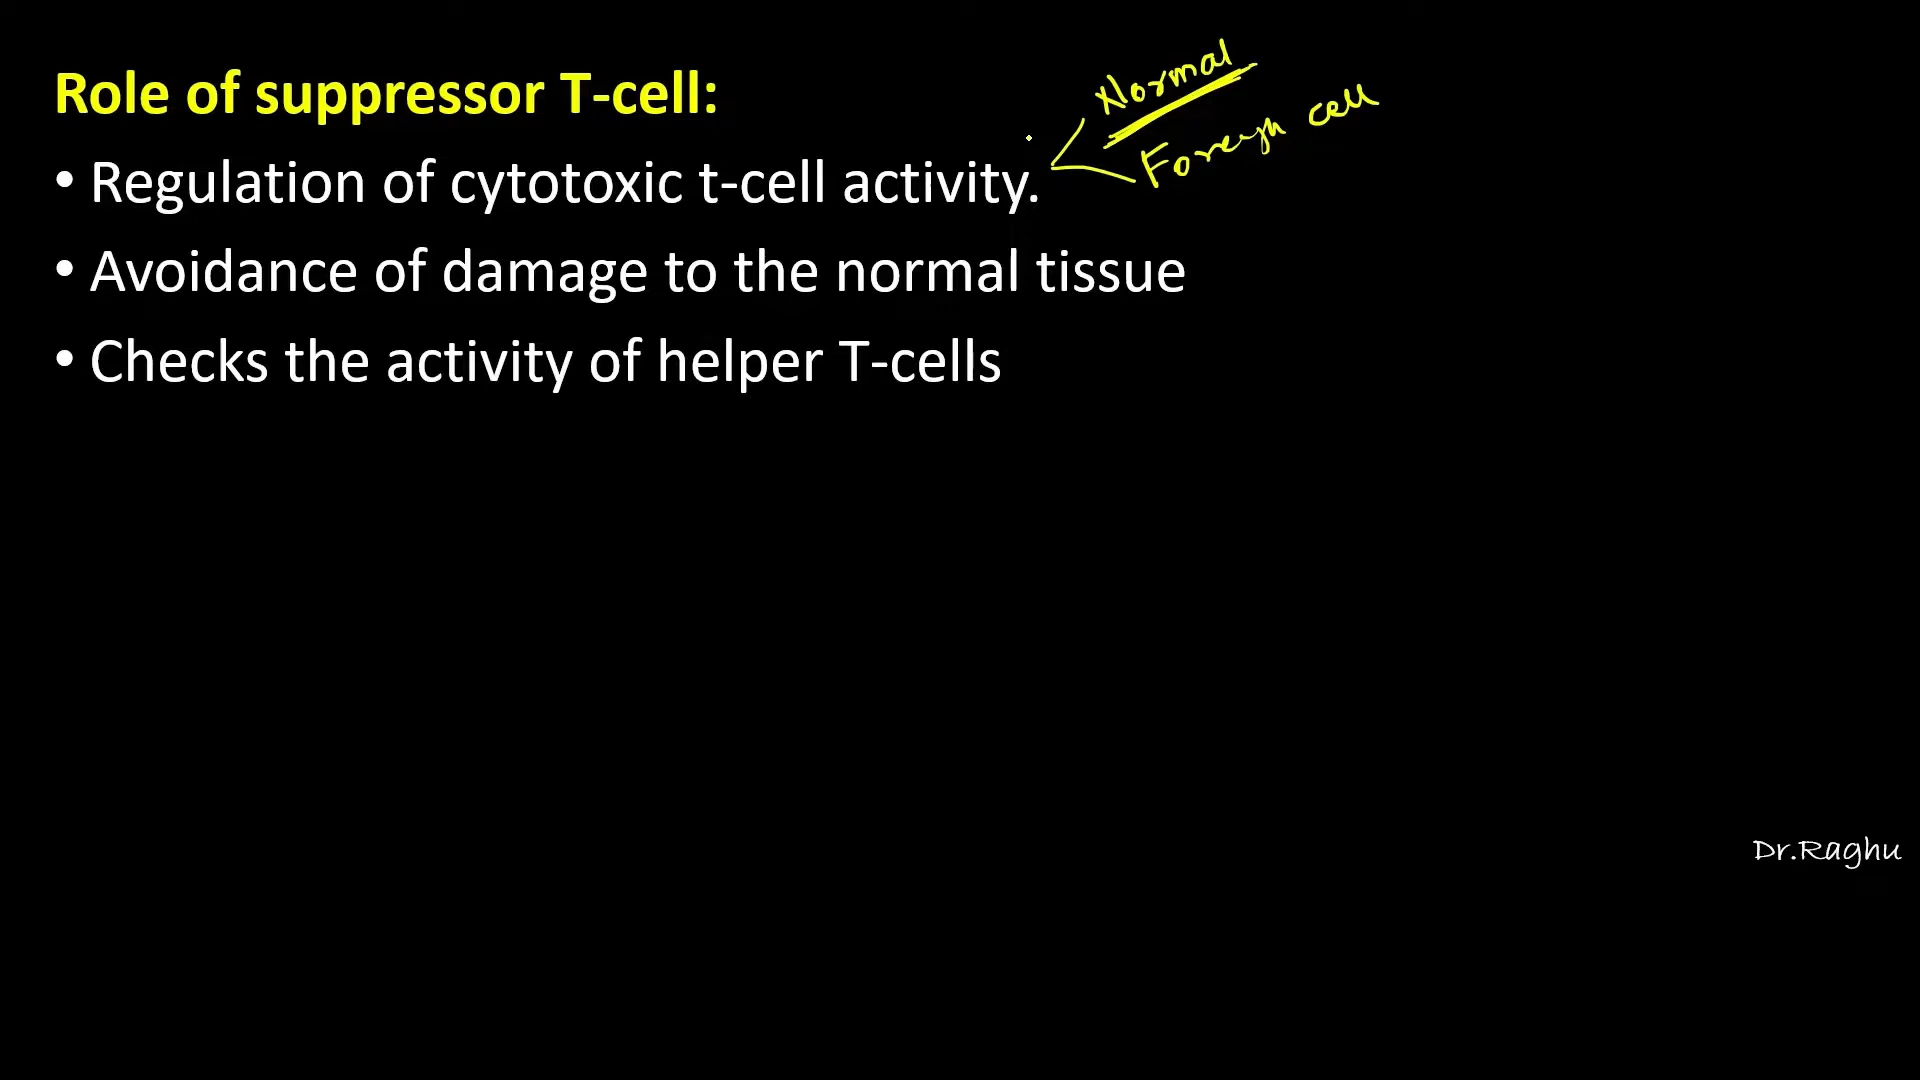 Role of suppressor T-cell:
Normal
Foreign cell
• Regulation of cytotoxic t-cell activity.
• Avoidance of damage to the normal tissue
• Checks the activity of helper T-cells
Dr.Raghu